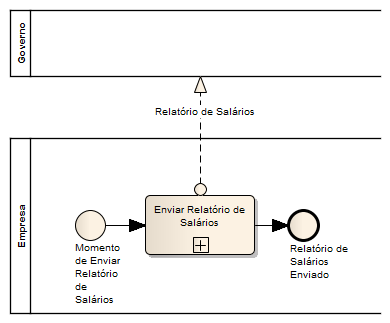 Governo
Relatório de Salários
Empresa
Enviar Relatório de
Salários
Momento
de Enviar
Relatório
de
Salários
Relatório de
Salários
Enviado